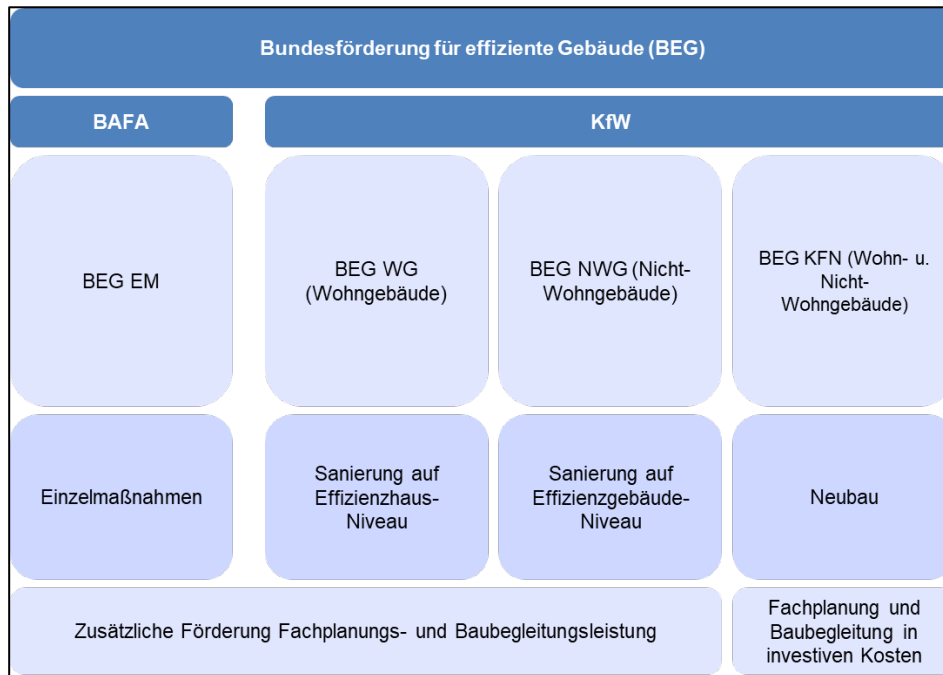 Bundesförderung für effiziente Gebäude (BEG)
BAFA
KfW
BEG EM
BEG WG
(Wohngebäude)
BEG NWG (Nicht-
Wohngebäude)
BEG KFN (Wohn- u.
Nicht-
Wohngebäude)
Einzelmaßnahmen
Sanierung auf
Effizienzhaus-
Niveau
Sanierung auf
Effizienzgebäude-
Niveau
Neubau
Zusätzliche Förderung Fachplanungs- und Baubegleitungsleistung
Fachplanung und
Baubegleitung in
investiven Kosten